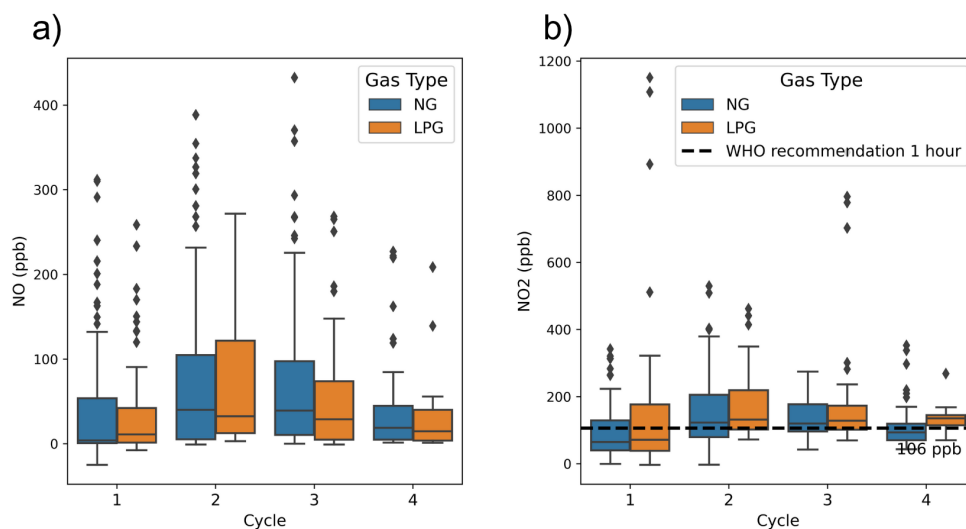 a)
Gas Type
NG
LPG
400
300
200
100
0
NO (ppb)
1
2
3
4
Cycle
b)
Gas Type
NG
LPG
WHO recommendation 1 hour
1200
1000
800
600
400
200
0
NO2 (ppb)
106 ppb
1
2
3
4
Cycle